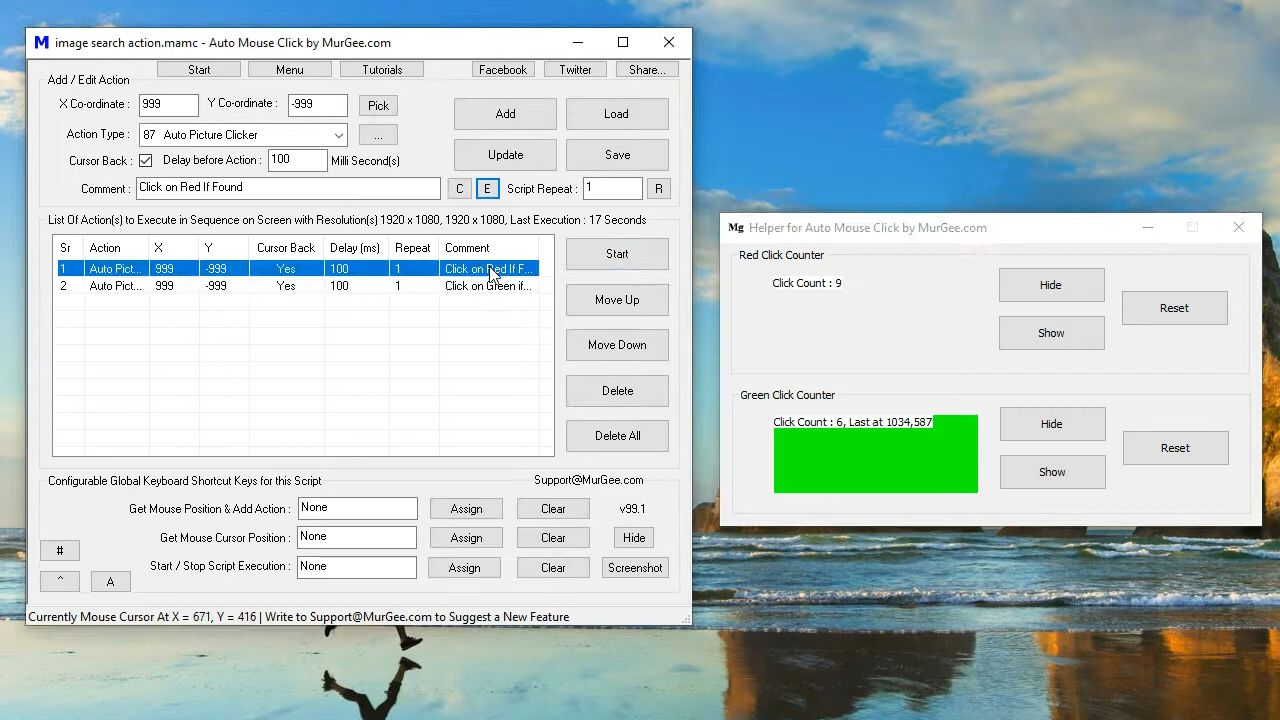 M image search action.mamc - Auto Mouse Click by MurGee.com
Start Menu Tutorials Facebook Twitter Share...
Add / Edit Action
X Co-ordinate : 999 Y Co-ordinate : -999 Pick Add Load
Action Type : 87 Auto Picture Clicker ...
Cursor Back : Delay before Action : 100 Milli Second(s) Update Save
Comment : Click on Red If Found C E Script Repeat : 1 R
List Of Action(s) to Execute in Sequence on Screen with Resolution(s) 1920 x 1080, 1920 x 1080, Last Execution : 17 Seconds
Sr Action X Y Cursor Back Delay (ms) Repeat Comment
1 Auto Pict... 999 -999 Yes 100 1 Click on Red If F...
2 Auto Pict... 999 -999 Yes 100 1 Click on Green if...
Start
Move Up
Move Down
Delete
Delete All
Configurable Global Keyboard Shortcut Keys for this Script Support@MurGee.com
Get Mouse Position & Add Action : None Assign Clear v99.1
Get Mouse Cursor Position : None Assign Clear Hide
Start / Stop Script Execution : None Assign Clear Screenshot
#
^ A
Currently Mouse Cursor At X = 671, Y = 416 | Write to Support@MurGee.com to Suggest a New Feature
Mg Helper for Auto Mouse Click by MurGee.com
Red Click Counter
Click Count : 9
Hide
Show
Reset
Green Click Counter
Click Count : 6, Last at 1034,587
Hide
Show
Reset